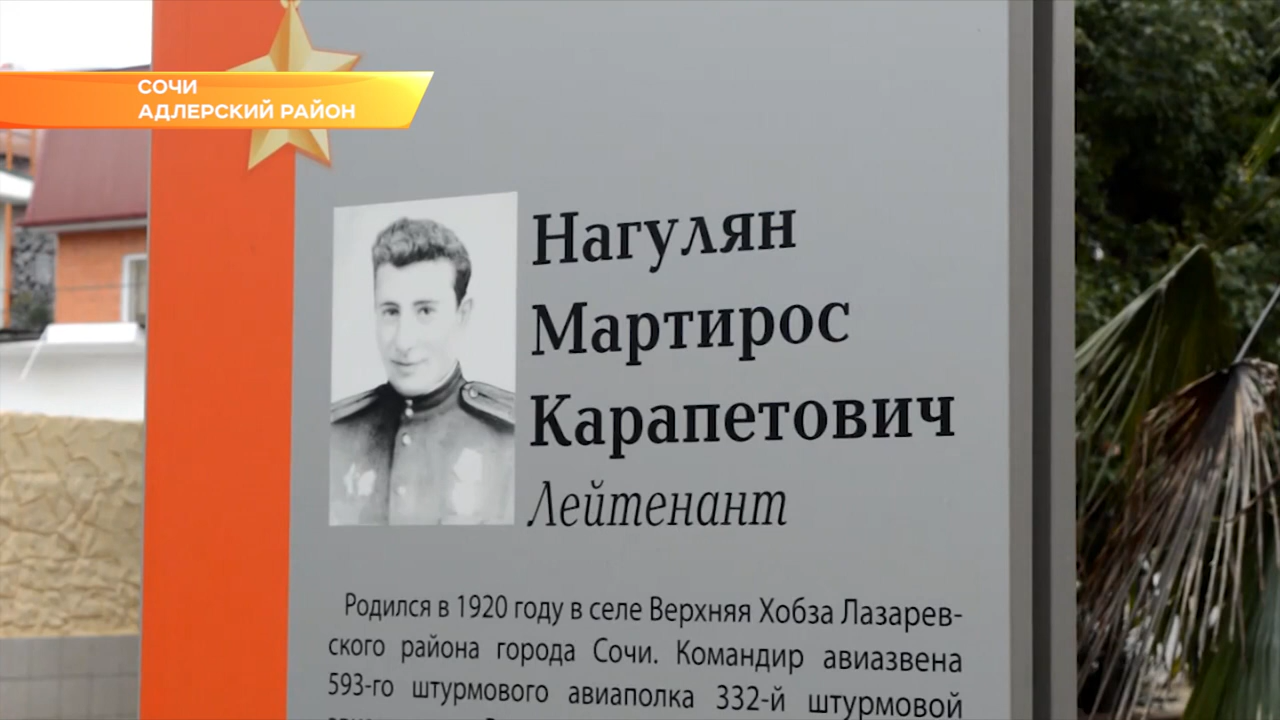 СОЧИ
АДЛЕРСКИЙ РАЙОН
Нагулян
Мартирос
Карапетович
Лейтенант
Родился в 1920 году в селе Верхняя Хобза Лазарев-
ского района города Сочи. Командир авиазвена
593-го штурмового авиаполка 332-й штурмовой